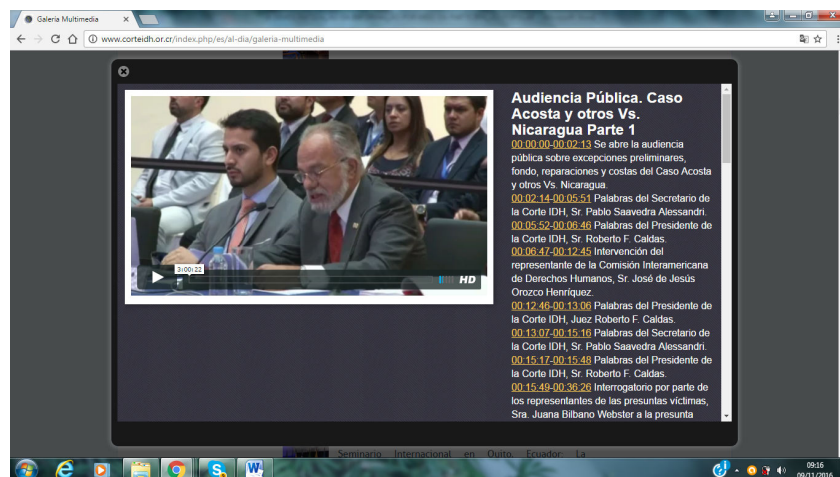 Galería Multimedia
www.corteidh.or.cr/index.php/es/al-dia/galeria-multimedia
Audiencia Pública. Caso
Acosta y otros Vs.
Nicaragua Parte 1
00:00:00-00:02:13 Se abre la audiencia
pública sobre excepciones preliminares,
fondo, reparaciones y costas del Caso Acosta
y otros Vs. Nicaragua.
00:02:14-00:05:51 Palabras del Secretario de
la Corte IDH, Sr. Pablo Saavedra Alessandri.
00:05:52-00:06:46 Palabras del Presidente de
la Corte IDH, Sr. Roberto F. Caldas.
00:06:47-00:12:45 Intervención del
representante de la Comisión Interamericana
de Derechos Humanos, Sr. José de Jesús
Orozco Henríquez.
00:12:46-00:13:06 Palabras del Presidente de
la Corte IDH, Juez Roberto F. Caldas.
00:13:07-00:15:16 Palabras del Secretario de
la Corte IDH, Sr. Pablo Saavedra Alessandri.
00:15:17-00:15:48 Palabras del Presidente de
la Corte IDH, Sr. Roberto F. Caldas.
00:15:49-00:36:26 Interrogatorio por parte de
los representantes de las presuntas víctimas,
Sra. Juana Bilbano Webster a la presunta
3:00:22
HD
Seminario Internacional en Quito, Ecuador: La
09:16
09/11/2016